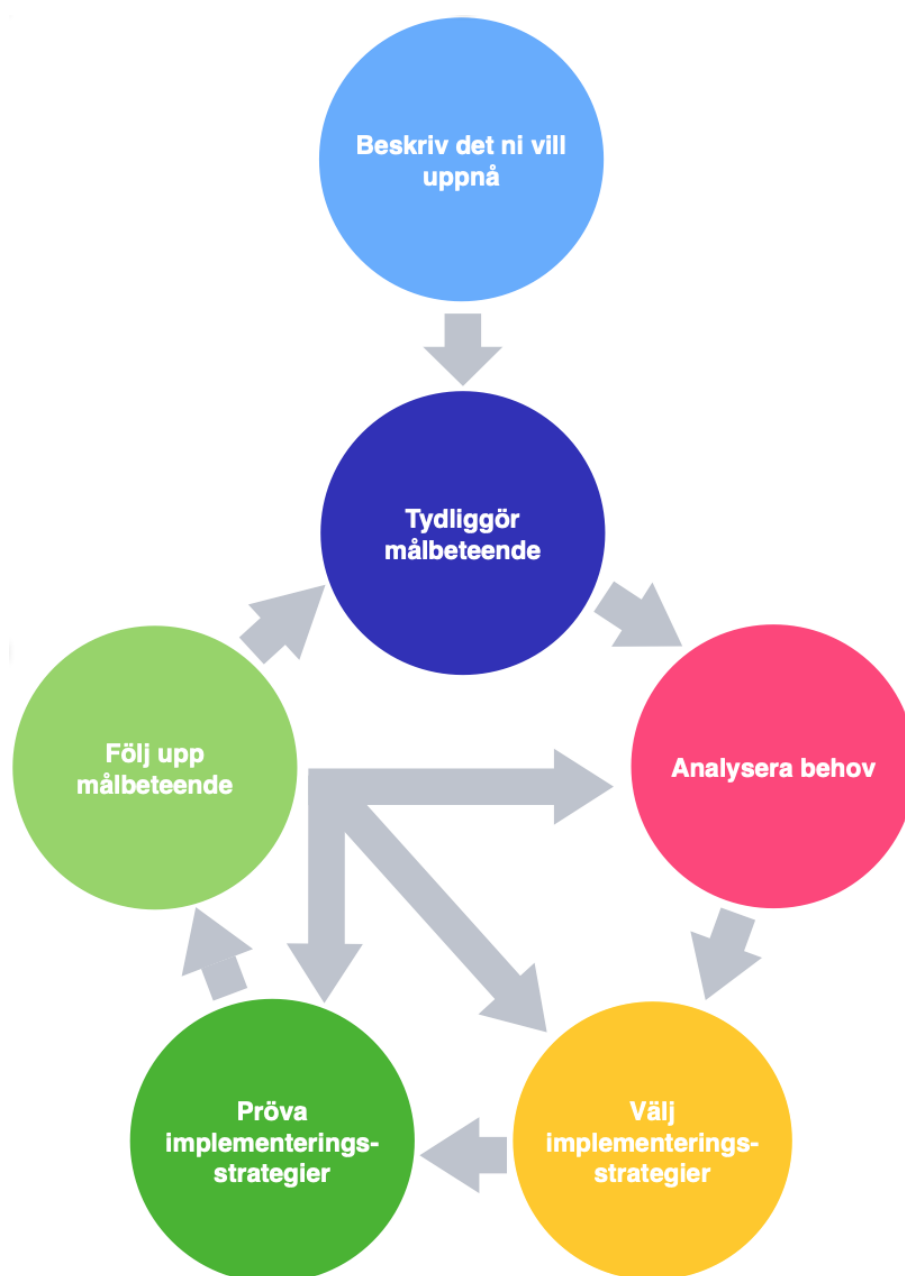 Beskriv det ni vill
uppnå
Tydliggör
målbeteende
Analysera behov
Välj
implementerings-
strategier
Pröva
implementerings-
strategier
Följ upp
målbeteende